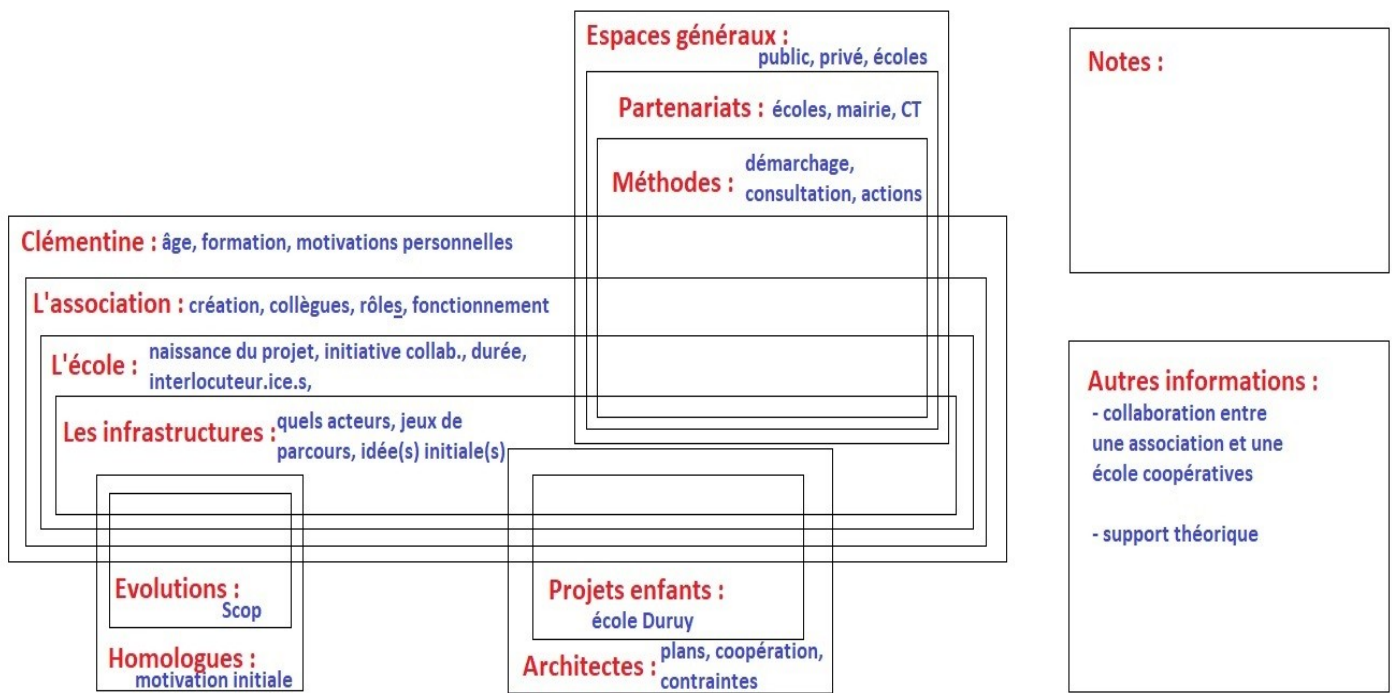 Espaces généraux :
public, privé, écoles
Partenariats : écoles, mairie, CT
Méthodes : démarchage,
consultation, actions
Clémentine : âge, formation, motivations personnelles
L'association : création, collègues, rôles, fonctionnement
L'école : naissance du projet, initiative collab., durée,
interlocuteur.ice.s,
Les infrastructures : quels acteurs, jeux de
parcours, idée(s) initiale(s)
Evolutions :
Scop
Homologues :
motivation initiale
Projets enfants :
école Duruy
Architectes : plans, coopération,
contraintes
Notes :
Autres informations :
- collaboration entre
une association et une
école coopératives
- support théorique